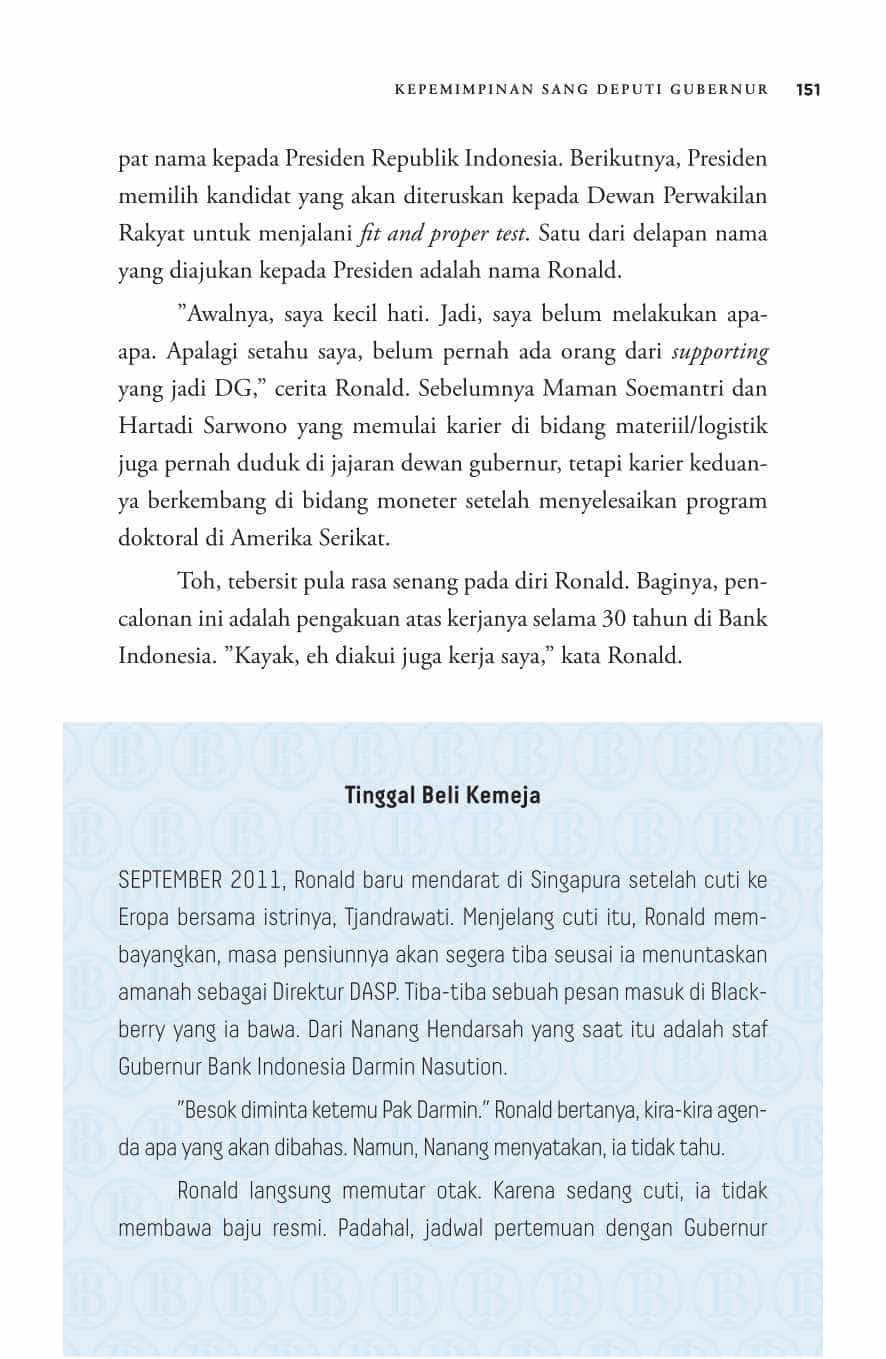 KEPEMIMPINAN SANG DEPUTI GUBERNUR 151
pat nama kepada Presiden Republik Indonesia. Berikutnya, Presiden
memilih kandidat yang akan diteruskan kepada Dewan Perwakilan
Rakyat untuk menjalani fit and proper test. Satu dari delapan nama
yang diajukan kepada Presiden adalah nama Ronald.
”Awalnya, saya kecil hati. Jadi, saya belum melakukan apa-
apa. Apalagi setahu saya, belum pernah ada orang dari supporting
yang jadi DG,” cerita Ronald. Sebelumnya Maman Soemantri dan
Hartadi Sarwono yang memulai karier di bidang materiil/logistik
juga pernah duduk di jajaran dewan gubernur, tetapi karier keduan-
ya berkembang di bidang moneter setelah menyelesaikan program
doktoral di Amerika Serikat.
Toh, tebersit pula rasa senang pada diri Ronald. Baginya, pen-
calonan ini adalah pengakuan atas kerjanya selama 30 tahun di Bank
Indonesia. ”Kayak, eh diakui juga kerja saya,” kata Ronald.
Tinggal Beli Kemeja
SEPTEMBER 2011, Ronald baru mendarat di Singapura setelah cuti ke
Eropa bersama istrinya, Tjandrawati. Menjelang cuti itu, Ronald mem-
bayangkan, masa pensiunnya akan segera tiba seusai ia menuntaskan
amanah sebagai Direktur DASP. Tiba-tiba sebuah pesan masuk di Black-
berry yang ia bawa. Dari Nanang Hendarsah yang saat itu adalah staf
Gubernur Bank Indonesia Darmin Nasution.
”Besok diminta ketemu Pak Darmin.” Ronald bertanya, kira-kira agen-
da apa yang akan dibahas. Namun, Nanang menyatakan, ia tidak tahu.
Ronald langsung memutar otak. Karena sedang cuti, ia tidak
membawa baju resmi. Padahal, jadwal pertemuan dengan Gubernur